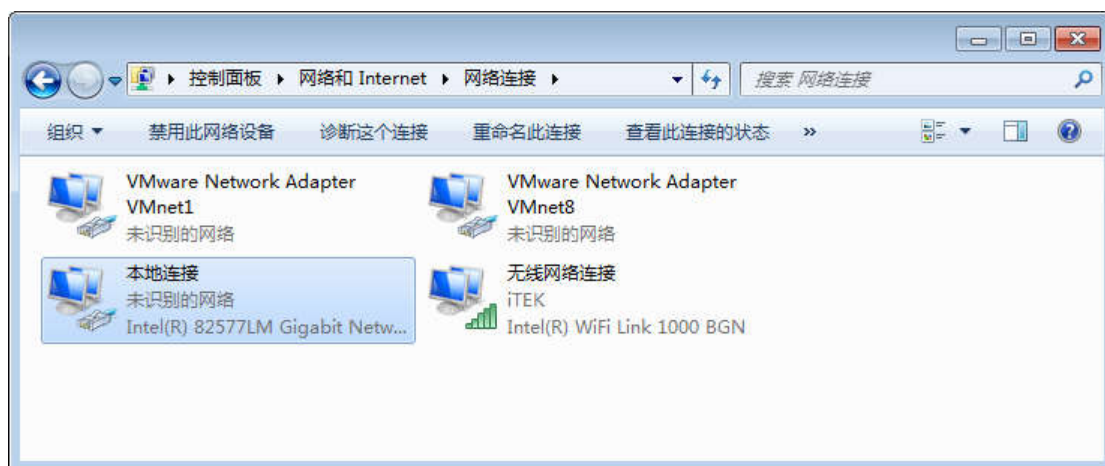 控制面板 网络和 Internet 网络连接 搜索 网络连接
组织 禁用此网络设备 诊断这个连接 重命名此连接 查看此连接的状态 »
VMware Network Adapter
VMnet1
未识别的网络
VMware Network Adapter
VMnet8
未识别的网络
本地连接
未识别的网络
Intel(R) 82577LM Gigabit Netw...
无线网络连接
iTEK
Intel(R) WiFi Link 1000 BGN